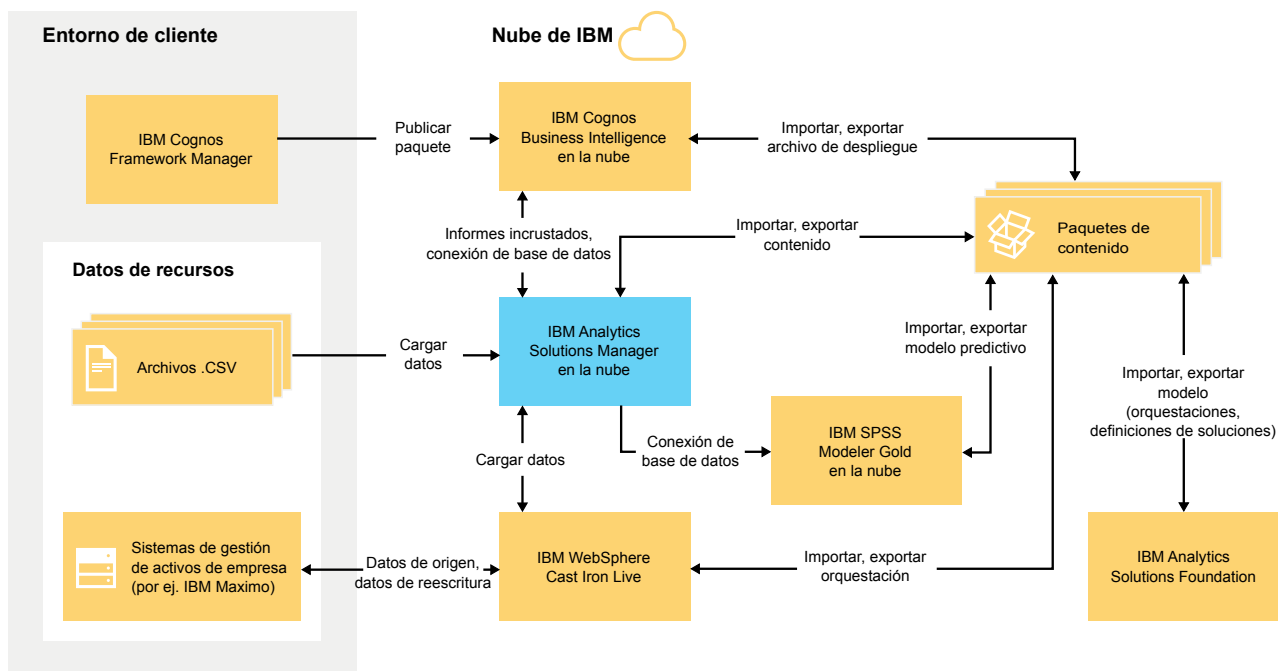 Entorno de cliente
Nube de IBM
IBM Cognos
Framework Manager
Publicar
paquete
IBM Cognos
Business Intelligence
en la nube
Importar, exportar
archivo de despliegue
Informes incrustados,
conexión de base de datos
Importar, exportar
contenido
Paquetes de
contenido
Datos de recursos
Archivos .CSV
Cargar
datos
IBM Analytics
Solutions Manager
en la nube
Importar, exportar
modelo predictivo
Importar, exportar
modelo
(orquestaciones,
definiciones de soluciones)
Cargar datos
Conexión de
base de datos
IBM SPSS
Modeler Gold
en la nube
Sistemas de gestión
de activos de empresa
(por ej. IBM Maximo)
Datos de origen,
datos de reescritura
IBM WebSphere
Cast Iron Live
Importar, exportar
orquestación
IBM Analytics
Solutions Foundation